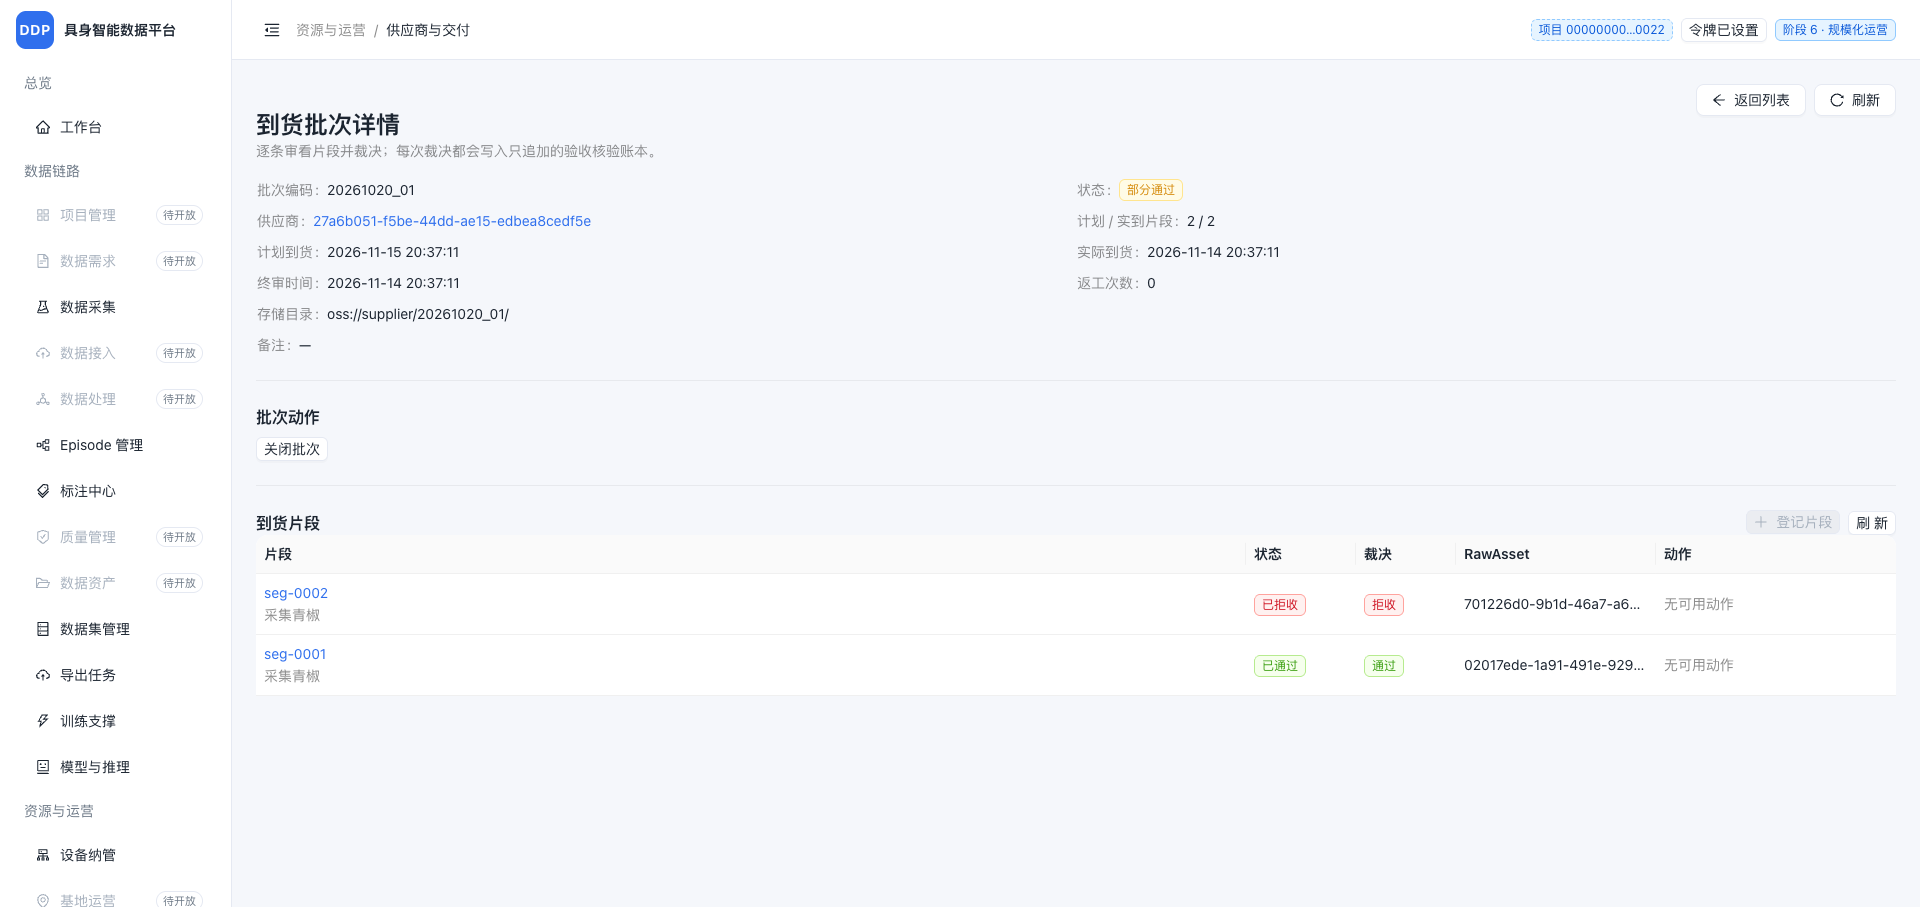 DDP 具身智能数据平台
总览
工作台
数据链路
项目管理 待开放
数据需求 待开放
数据采集
数据接入 待开放
数据处理 待开放
Episode 管理
标注中心
质量管理 待开放
数据资产 待开放
数据集管理
导出任务
训练支撑
模型与推理
资源与运营
设备纳管
基地运营 待开放
资源与运营 / 供应商与交付
项目 00000000...0022 令牌已设置 阶段 6 · 规模化运营
返回列表 刷新
到货批次详情
逐条审看片段并裁决；每次裁决都会写入只追加的验收核验账本。
批次编码： 20261020_01 状态： 部分通过
供应商： 27a6b051-f5be-44dd-ae15-edbea8cedf5e 计划 / 实到片段： 2 / 2
计划到货： 2026-11-15 20:37:11 实际到货： 2026-11-14 20:37:11
终审时间： 2026-11-14 20:37:11 返工次数： 0
存储目录： oss://supplier/20261020_01/
备注： —
批次动作
关闭批次
到货片段 登记片段 刷 新
片段 状态 裁决 RawAsset 动作
seg-0002
采集青椒
已拒收 拒收 701226d0-9b1d-46a7-a6... 无可用动作
seg-0001
采集青椒
已通过 通过 02017ede-1a91-491e-929... 无可用动作